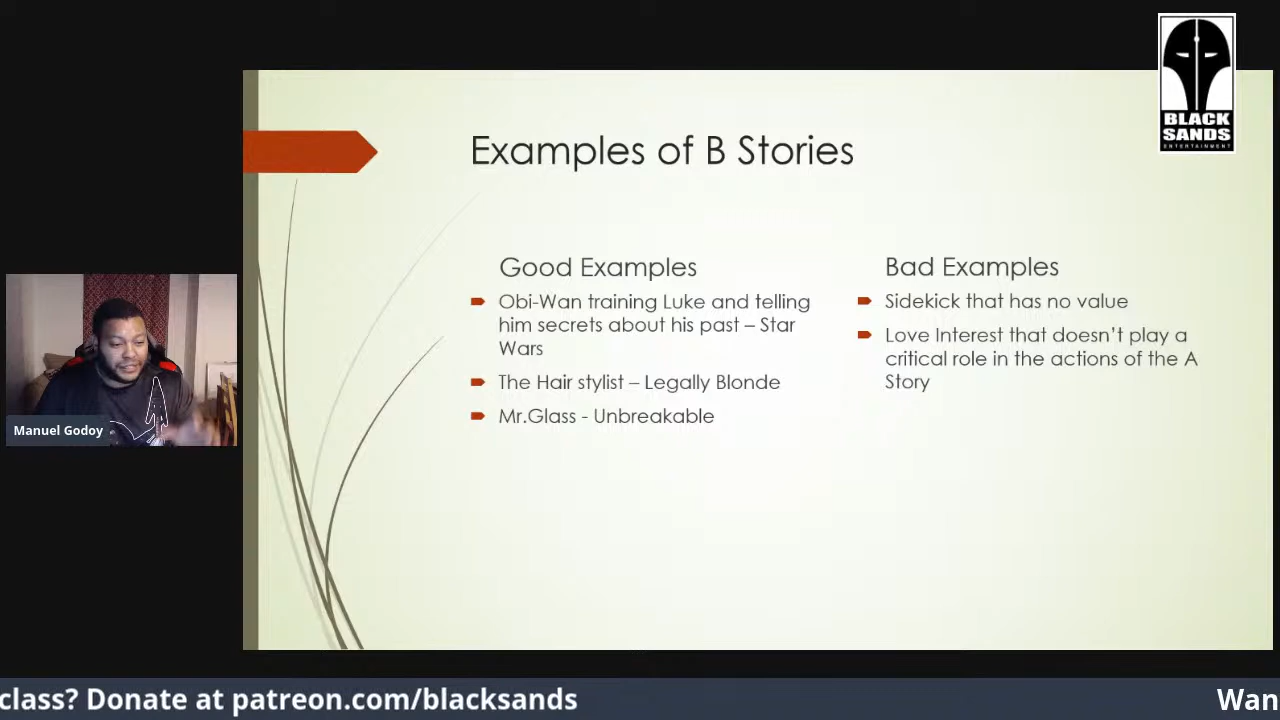 BLACK
SANDS
ENTERTAINMENT
Examples of B Stories
Good Examples
Obi-Wan training Luke and telling
him secrets about his past – Star
Wars
The Hair stylist – Legally Blonde
Mr.Glass - Unbreakable
Bad Examples
Sidekick that has no value
Love Interest that doesn’t play a
critical role in the actions of the A
Story
Manuel Godoy
class? Donate at patreon.com/blacksands
Wan